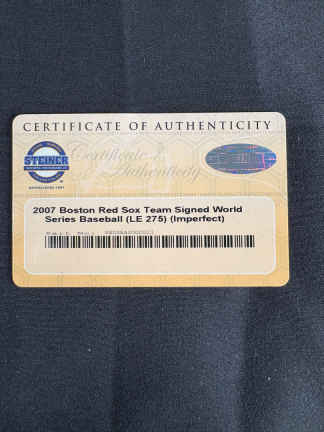 CERTIFICATE OF AUTHENTICITY
STEINER
Certificate of
Authenticity
2007 Boston Red Sox Team Signed World
Series Baseball (LE 275) (Imperfect)